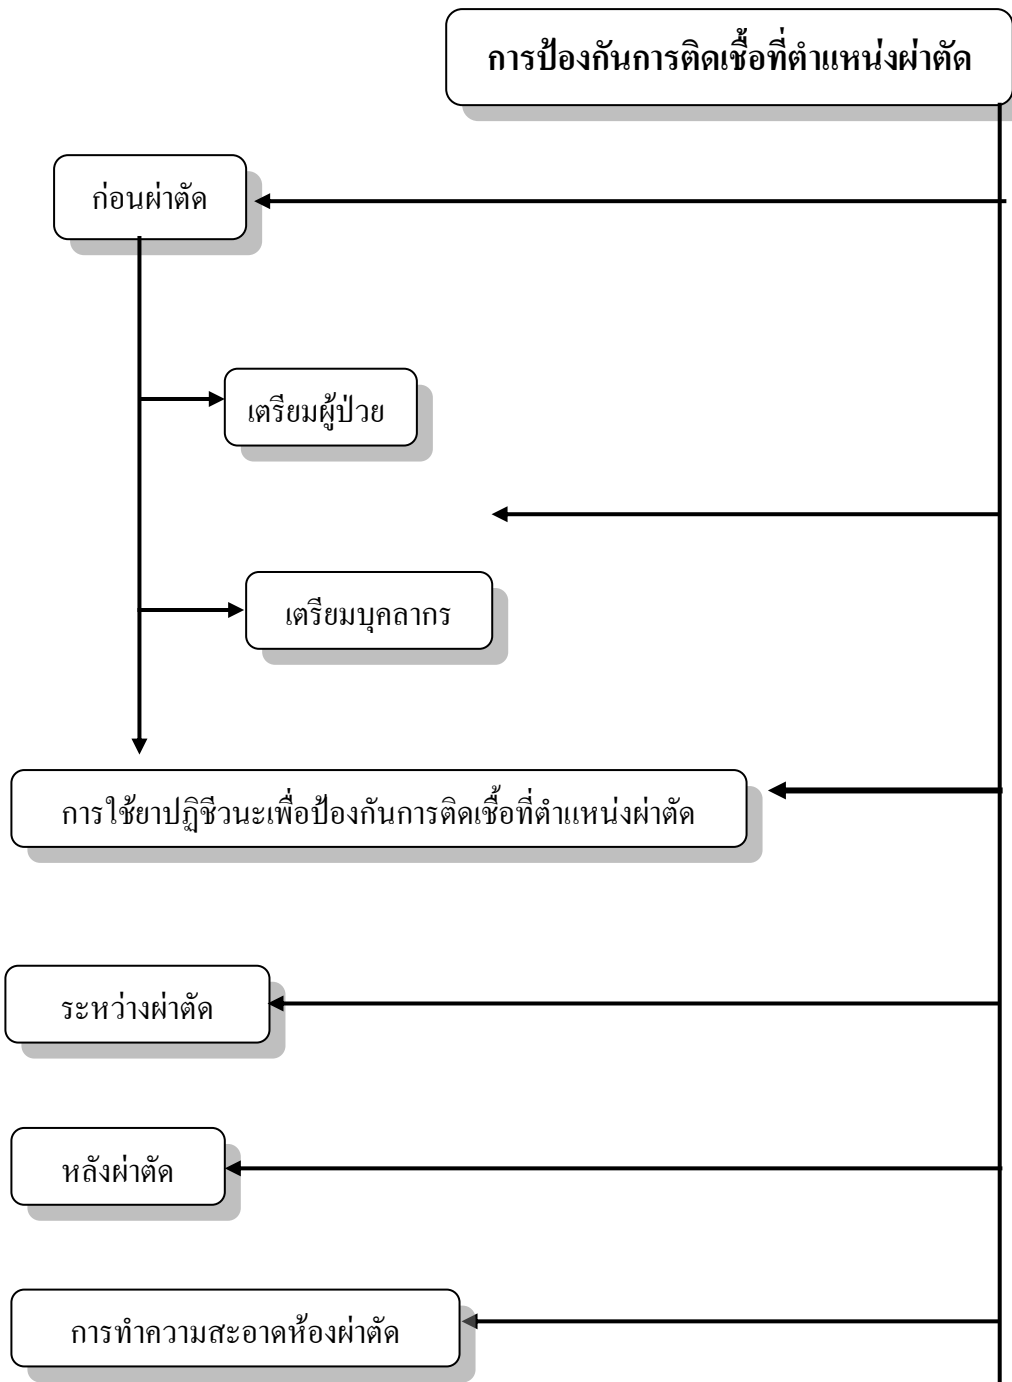 การป้องกันการติดเชื้อที่ตำแหน่งผ่าตัด
ก่อนผ่าตัด
เตรียมผู้ป่วย
เตรียมบุคลากร
การใช้ยาปฏิชีวนะเพื่อป้องกันการติดเชื้อที่ตำแหน่งผ่าตัด
ระหว่างผ่าตัด
หลังผ่าตัด
การทำความสะอาดห้องผ่าตัด